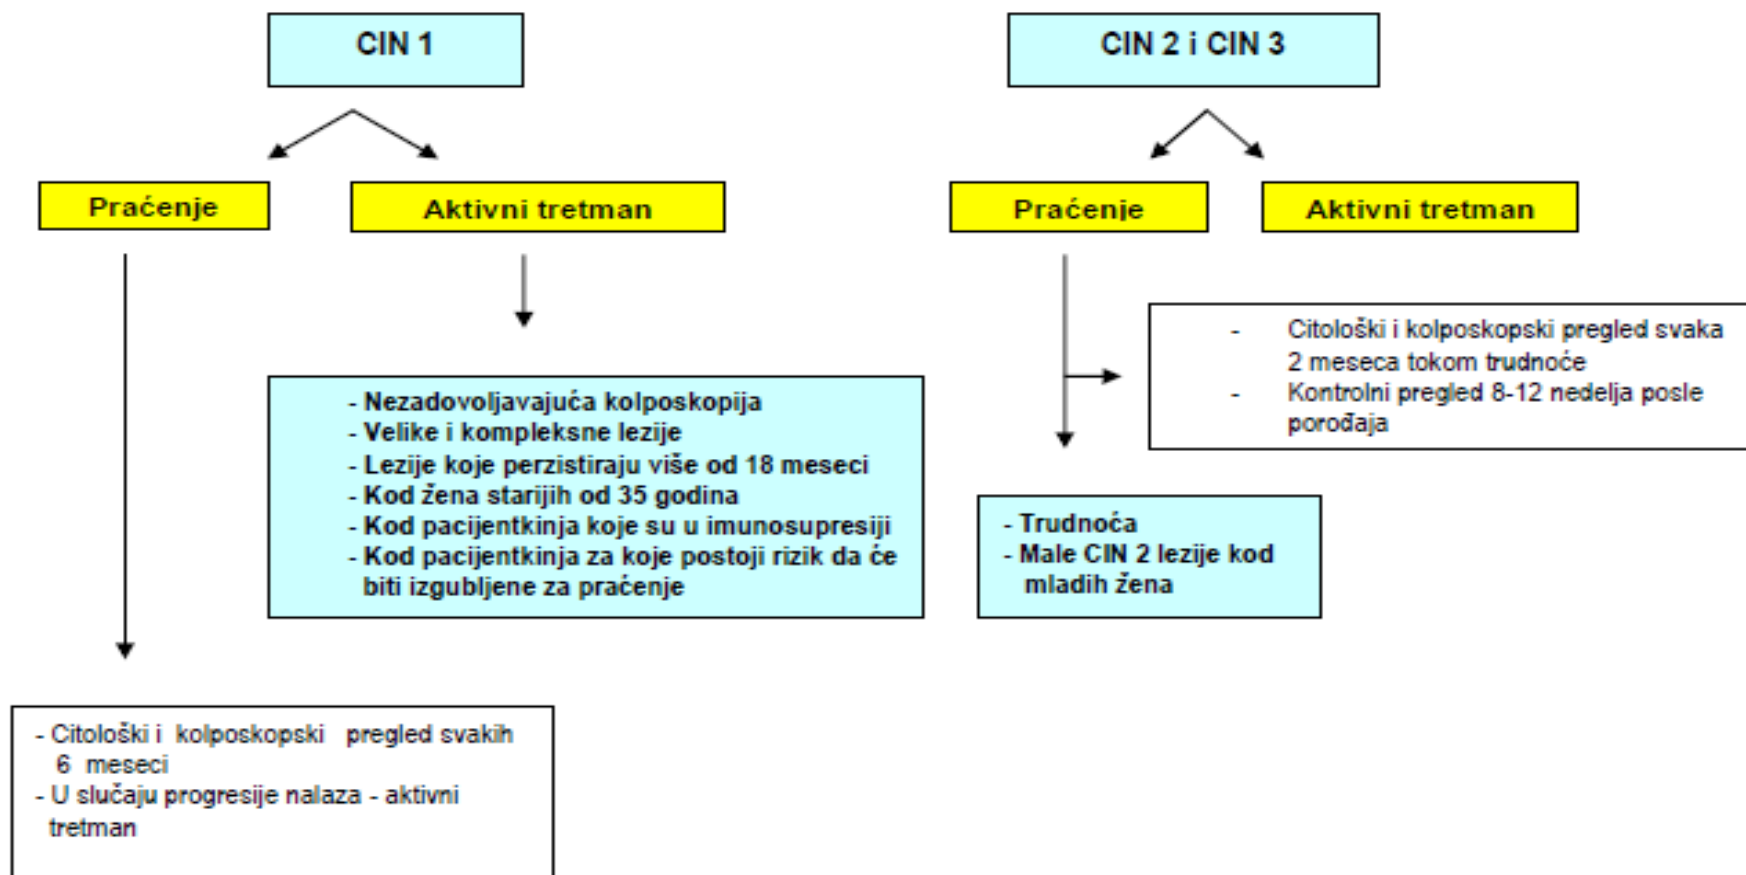 CIN 1
Praćenje
Aktivni tretman
- Nezadovoljavajuća kolposkopija
- Velike i kompleksne lezije
- Lezije koje perzistiraju više od 18 meseci
- Kod žena starijih od 35 godina
- Kod pacijentkinja koje su u imunosupresiji
- Kod pacijentkinja za koje postoji rizik da će
biti izgubljene za praćenje
- Citološki i kolposkopski pregled svakih
6 meseci
- U slučaju progresije nalaza - aktivni
tretman
CIN 2 i CIN 3
Praćenje
Aktivni tretman
- Citološki i kolposkopski pregled svaka
2 meseca tokom trudnoće
- Kontrolni pregled 8-12 nedelja posle
porođaja
- Trudnoća
- Male CIN 2 lezije kod
mladih žena